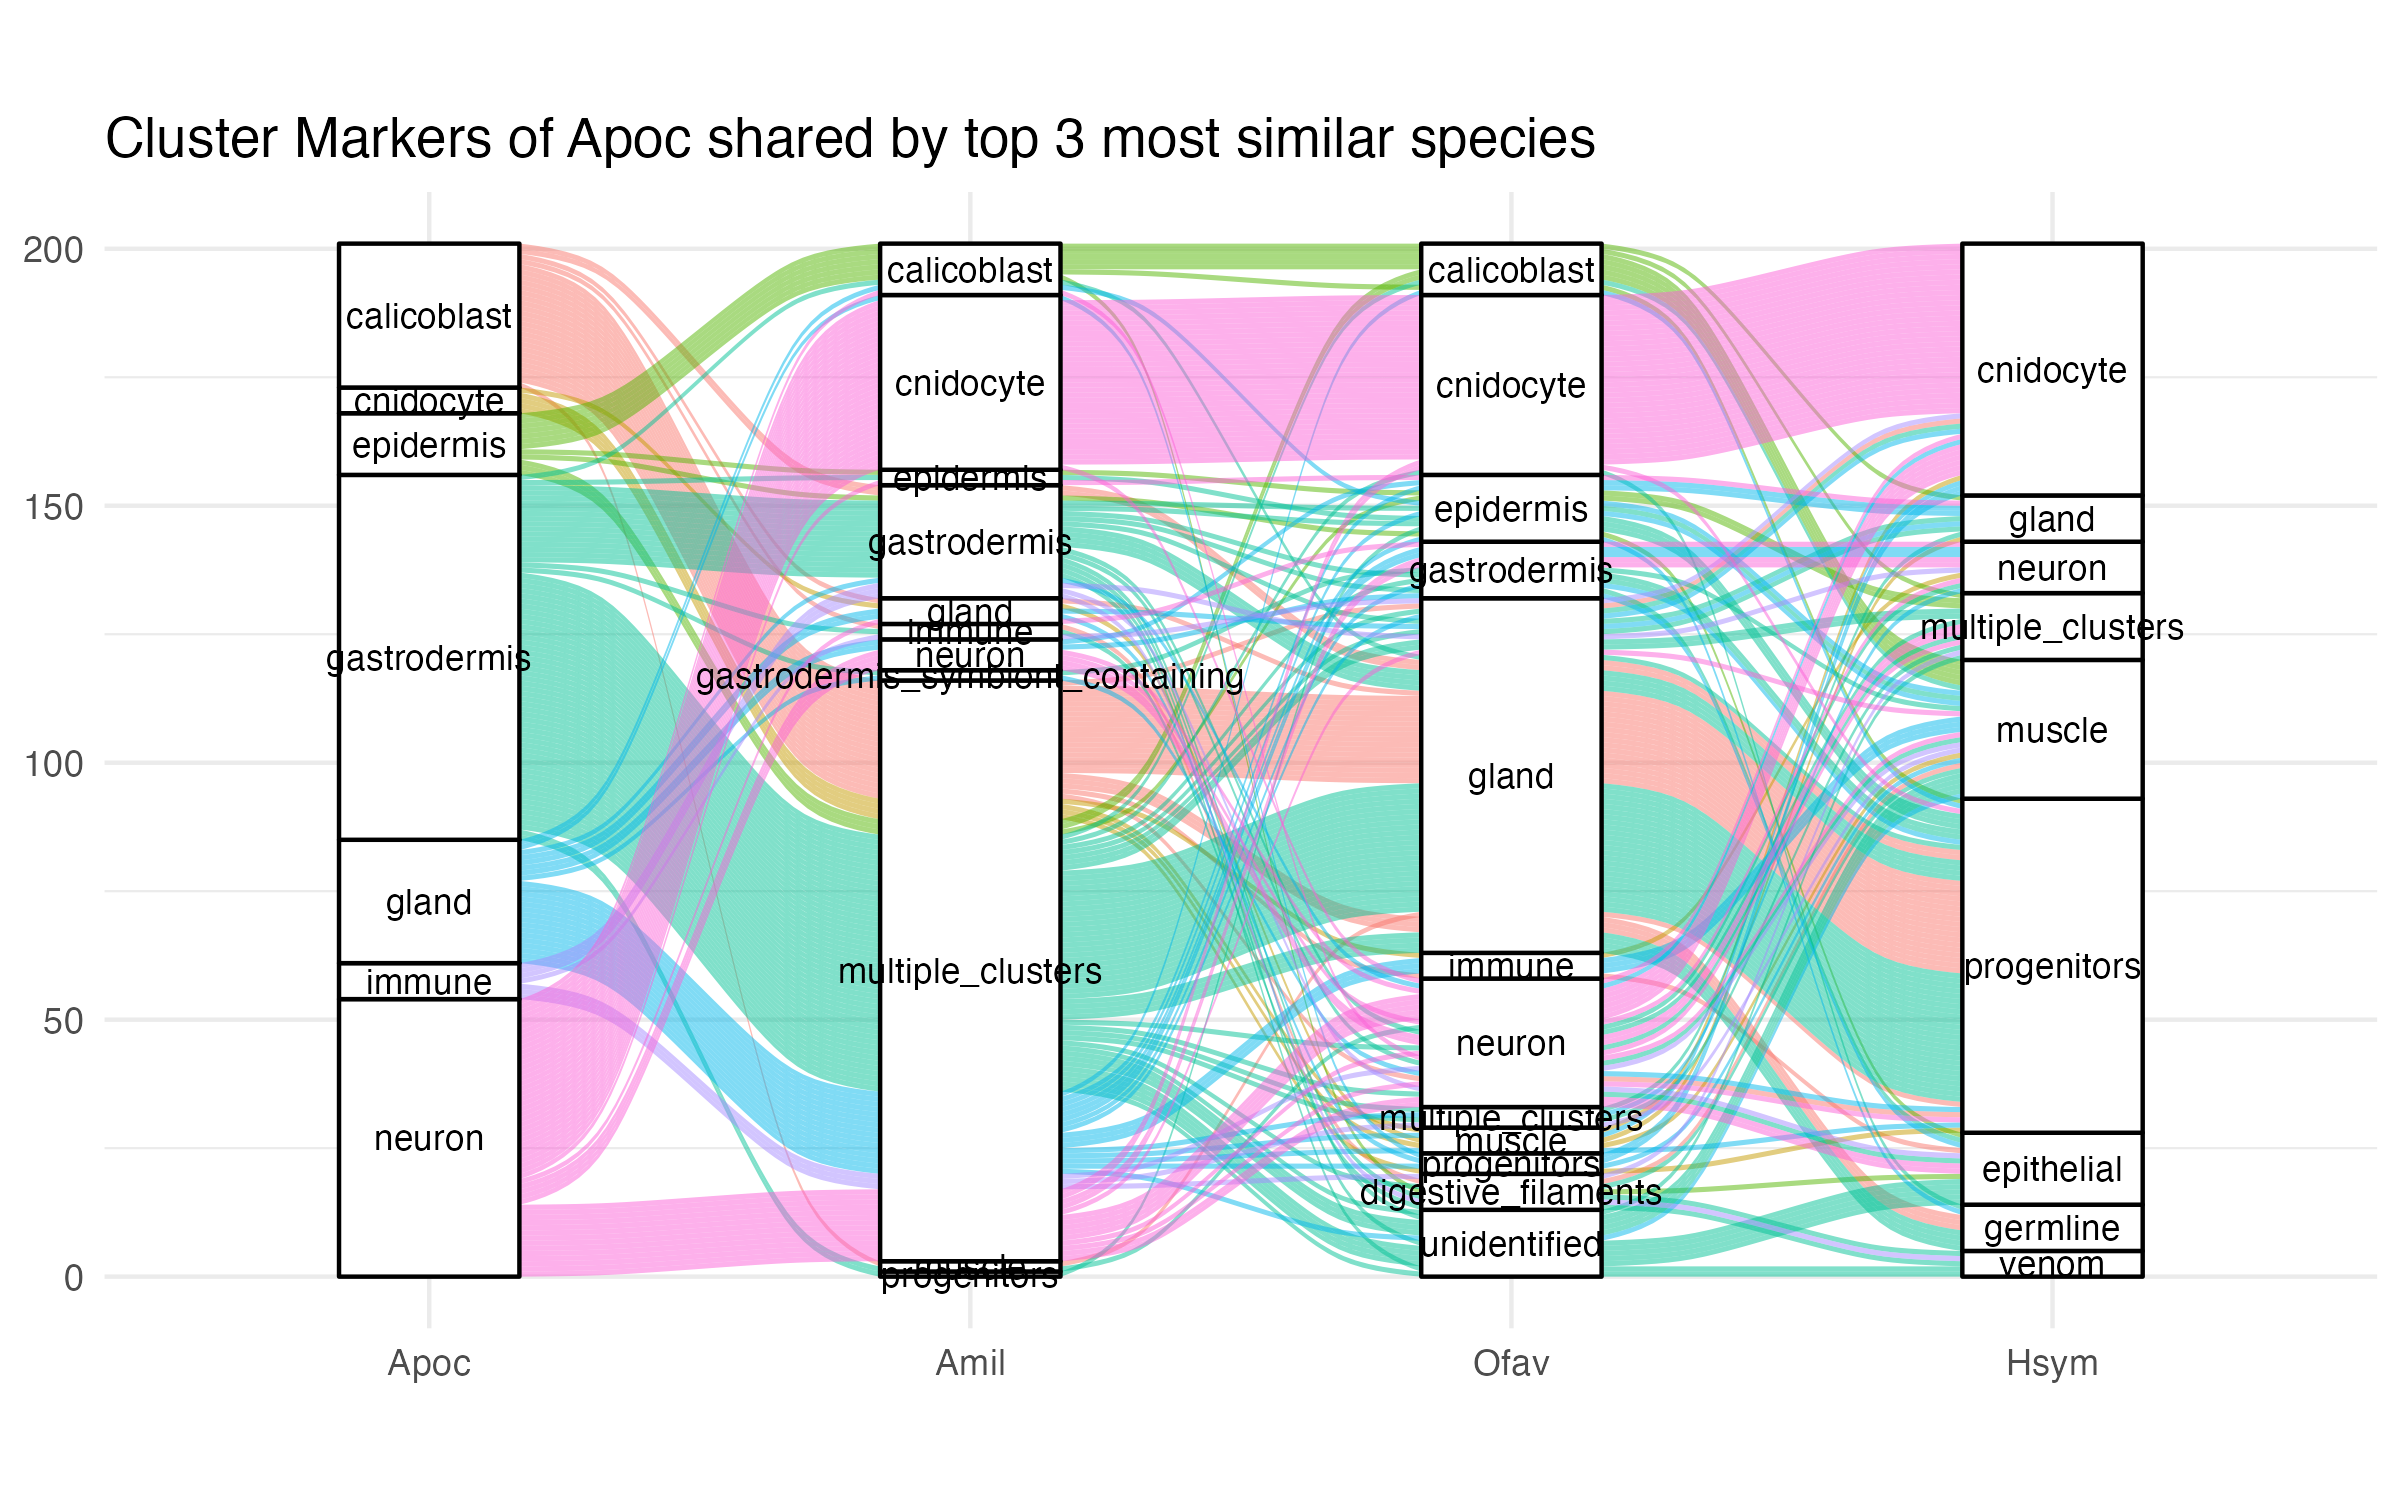 Cluster Markers of Apoc shared by top 3 most similar species
200
150
100
50
0
calicoblast
cnidocyte
epidermis
gastrodermis
gland
immune
neuron
calicoblast
cnidocyte
epidermis
gastrodermis
gland
immune
neuron
gastrodermis_symbiont_containing
multiple_clusters
muscle
progenitors
calicoblast
cnidocyte
epidermis
gastrodermis
gland
immune
neuron
multiple_clusters
muscle
progenitors
digestive_filaments
unidentified
cnidocyte
gland
neuron
multiple_clusters
muscle
progenitors
epithelial
germline
venom
Apoc
Amil
Ofav
Hsym